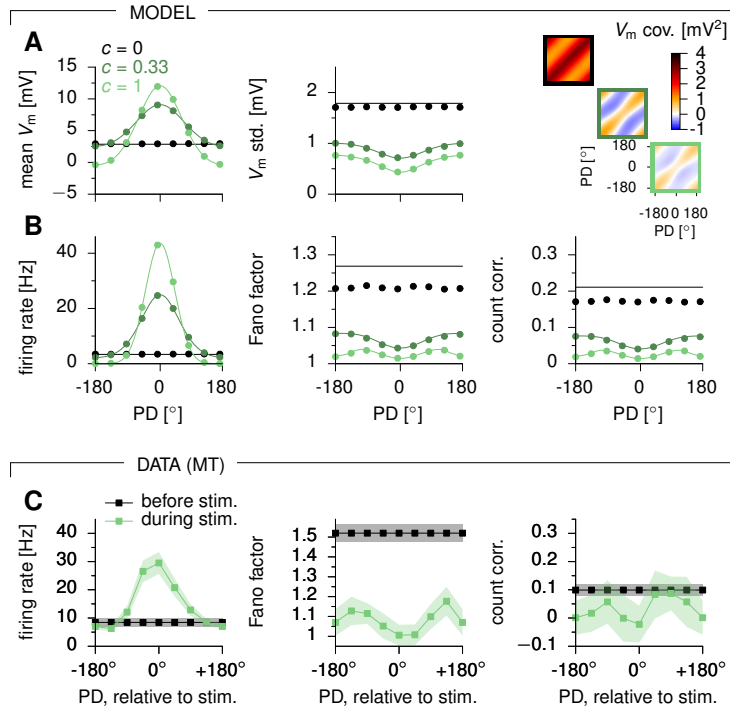 MODEL
A
c = 0
c = 0.33
c = 1
mean Vm [mV]
15
10
5
0
−5
Vm std. [mV]
2
1
0
Vm cov. [mV2]
4
3
2
1
0
-1
PD [°]
180
0
-180
-180 0 180
PD [°]
B
firing rate [Hz]
40
20
0
-180 0 180
PD [°]
Fano factor
1.3
1.2
1.1
1
-180 0 180
PD [°]
count corr.
0.3
0.2
0.1
0
-180 180
PD [°]
DATA (MT)
C
before stim.
during stim.
firing rate [Hz]
40
30
20
10
0
-180° 0° +180°
PD, relative to stim.
Fano factor
1.5
1.4
1.3
1.2
1.1
1
-180° 0° +180°
PD, relative to stim.
count corr.
0.3
0.2
0.1
0
−0.1
-180° 0° +180°
PD, relative to stim.